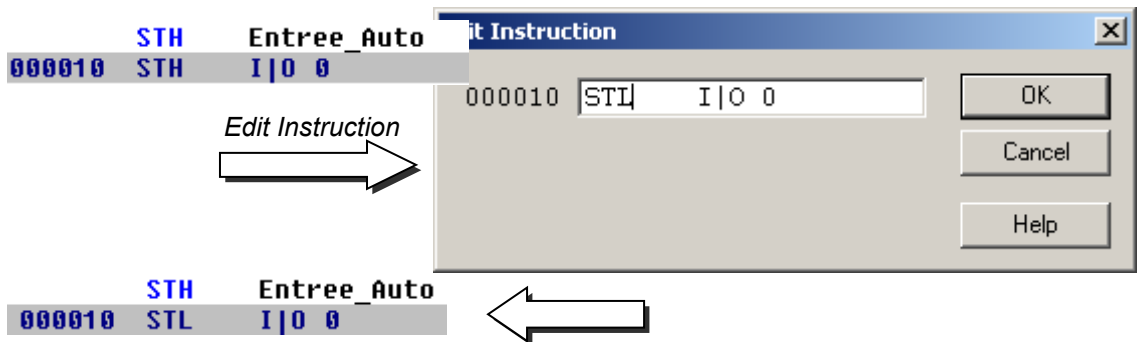 STH Entree_Auto
000010 STH I|O 0
Edit Instruction
it Instruction
000010 STL I|O 0
OK
Cancel
Help
STH Entree_Auto
000010 STL I|O 0